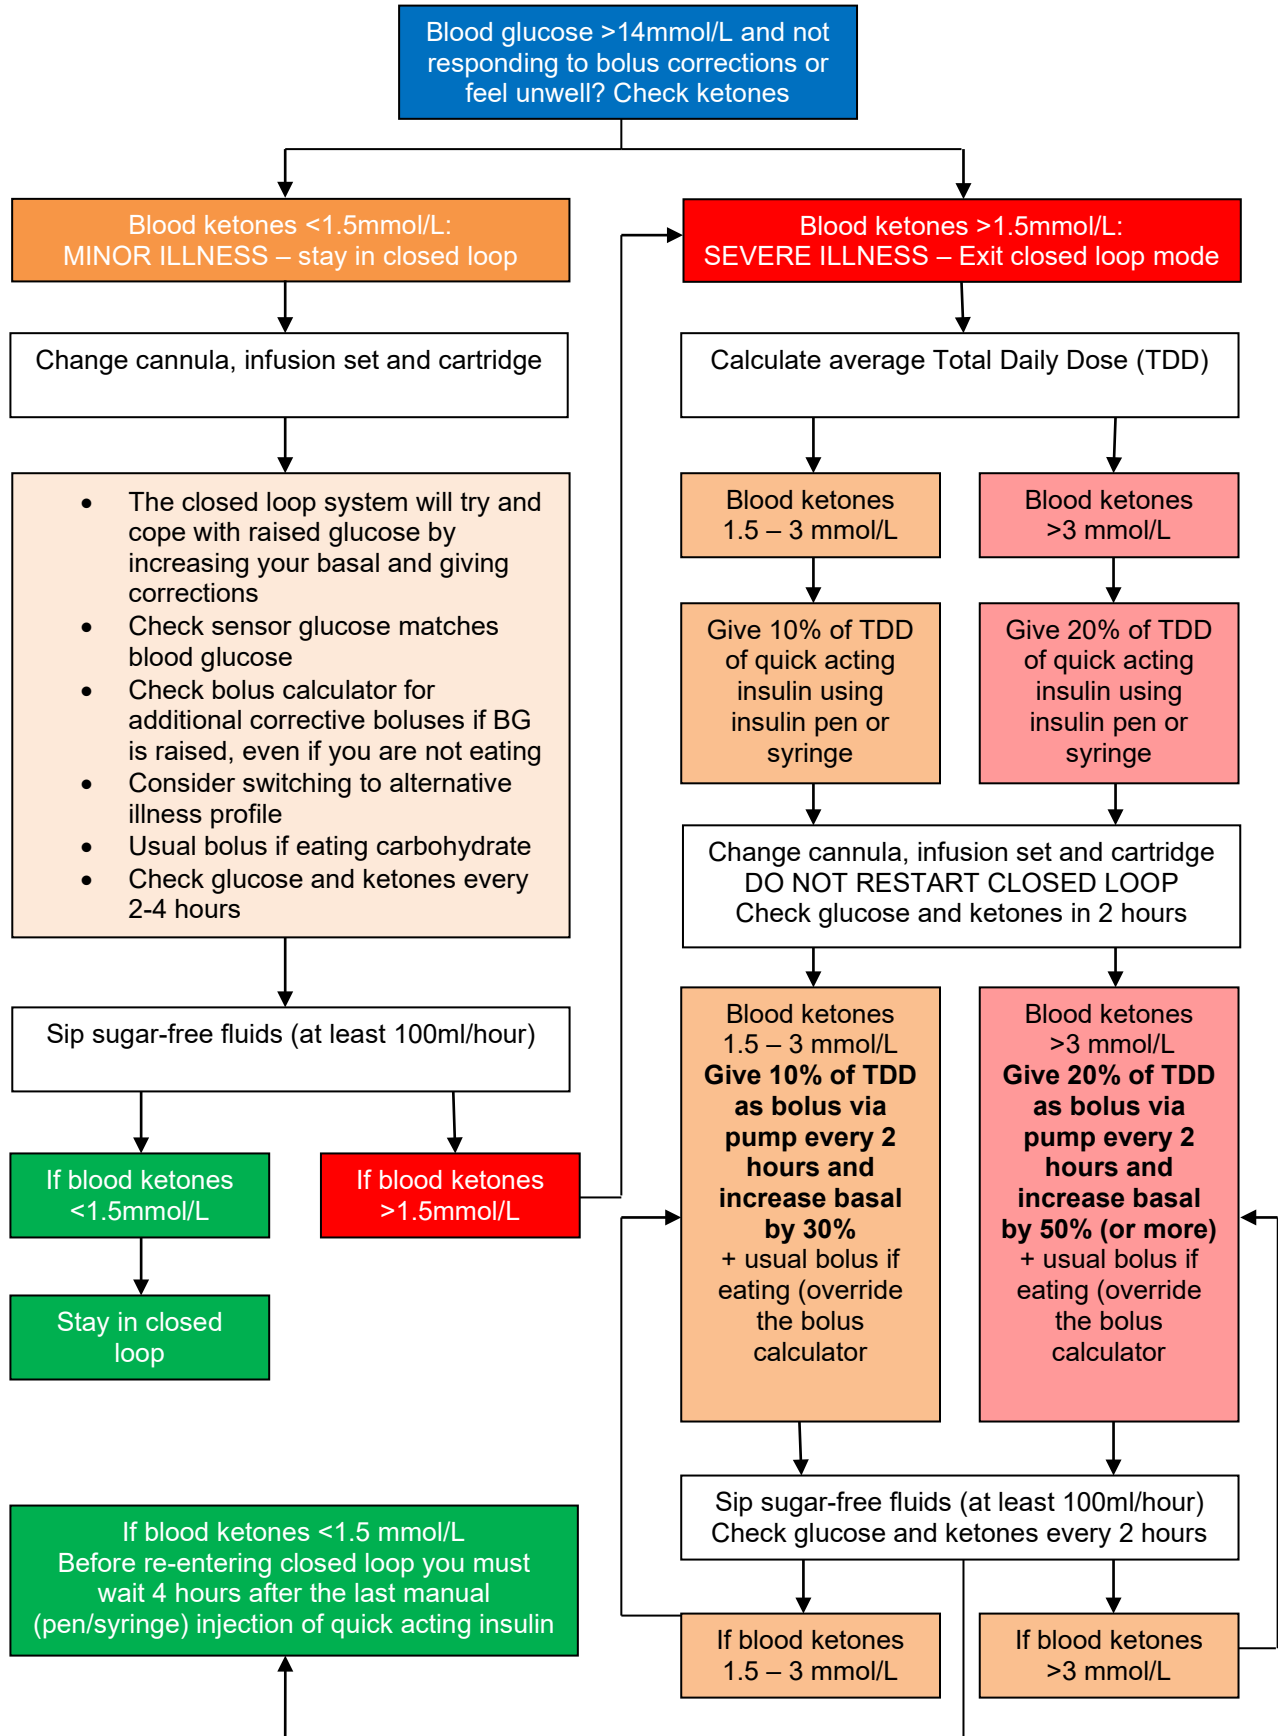 Blood glucose >14mmol/L and not
responding to bolus corrections or
feel unwell? Check ketones
Blood ketones <1.5mmol/L:
MINOR ILLNESS – stay in closed loop
Change cannula, infusion set and cartridge
• The closed loop system will try and
cope with raised glucose by
increasing your basal and giving
corrections
• Check sensor glucose matches
blood glucose
• Check bolus calculator for
additional corrective boluses if BG
is raised, even if you are not eating
• Consider switching to alternative
illness profile
• Usual bolus if eating carbohydrate
• Check glucose and ketones every
2-4 hours
Sip sugar-free fluids (at least 100ml/hour)
If blood ketones
<1.5mmol/L
Stay in closed
loop
If blood ketones
>1.5mmol/L
Blood ketones >1.5mmol/L:
SEVERE ILLNESS – Exit closed loop mode
Calculate average Total Daily Dose (TDD)
Blood ketones
1.5 – 3 mmol/L
Give 10% of TDD
of quick acting
insulin using
insulin pen or
syringe
Blood ketones
>3 mmol/L
Give 20% of TDD
of quick acting
insulin using
insulin pen or
syringe
Change cannula, infusion set and cartridge
DO NOT RESTART CLOSED LOOP
Check glucose and ketones in 2 hours
Blood ketones
1.5 – 3 mmol/L
Give 10% of TDD
as bolus via
pump every 2
hours and
increase basal
by 30%
+ usual bolus if
eating (override
the bolus
calculator
Blood ketones
>3 mmol/L
Give 20% of TDD
as bolus via
pump every 2
hours and
increase basal
by 50% (or more)
+ usual bolus if
eating (override
the bolus
calculator
Sip sugar-free fluids (at least 100ml/hour)
Check glucose and ketones every 2 hours
If blood ketones
1.5 – 3 mmol/L
If blood ketones
>3 mmol/L
If blood ketones <1.5 mmol/L
Before re-entering closed loop you must
wait 4 hours after the last manual
(pen/syringe) injection of quick acting insulin